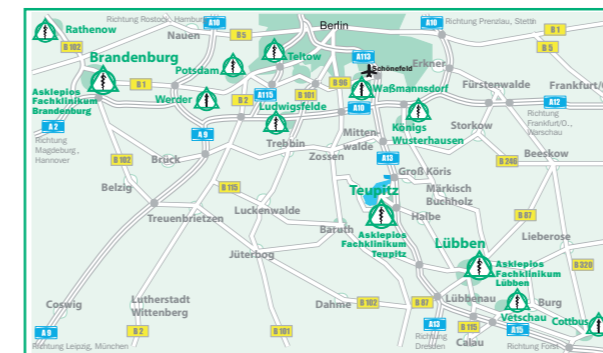 Richtung Rostock, Hamburg
A10
Berlin
A10
Richtung Prenzlau, Stettin
Rathenow
Nauen
B 5
B 1
B 102
Teltow
A113
B 5
Brandenburg
Potsdam
Schönefeld
Erkner
B 1
A115
B 101
B 96
Waßmannsdorf
Fürstenwalde
Frankfurt/O
Asklepios
Fachklinikum
Brandenburg
Werder
B 2
Ludwigsfelde
A10
A12
A 2
Richtung
Magdeburg,
Hannover
A 9
Königs
Wusterhausen
Storkow
Richtung
Frankfurt/O.,
Warschau
Trebbin
Mitten-
walde
B 102
Brück
Zossen
A13
B 246
Beeskow
Groß Köris
Belzig
B 115
Teupitz
Märkisch
Buchholz
Luckenwalde
Treuenbrietzen
Halbe
B 87
Baruth
Asklepios
Fachklinikum
Teupitz
Lübben
Lieberose
Jüterbog
Asklepios
Fachklinikum
Lübben
B 320
Coswig
Lutherstadt
Wittenberg
Dahme
B 102
B 87
Lübbenau
Burg
Vetschau
Cottbus
A 9
B 2
B 101
A13
B 115
A15
Richtung Leipzig, München
Richtung
Dresden
Calau
Richtung Forst